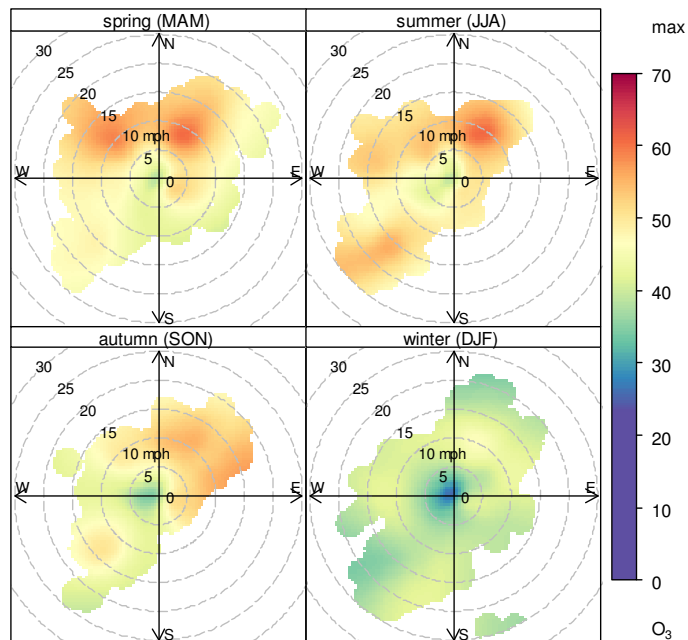 spring (MAM)
summer (JJA)
max
30
25
20
15
10 mph
5
0
N
W
E
S
30
25
20
15
10 mph
5
0
N
W
E
S
70
60
50
40
30
20
10
0
autumn (SON)
winter (DJF)
30
25
20
15
10 mph
5
0
N
W
E
S
30
25
20
15
10 mph
5
0
N
W
E
S
O₃